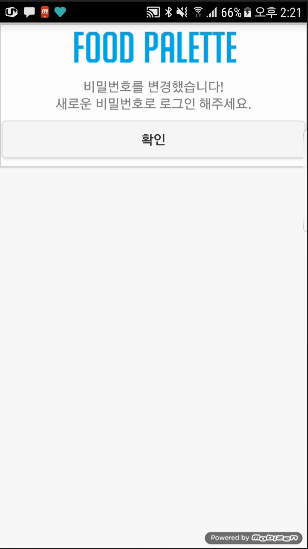 66% 오후 2:21
FOOD PALETTE
비밀번호를 변경했습니다!
새로운 비밀번호로 로그인 해주세요.
확인
Powered by mobizen